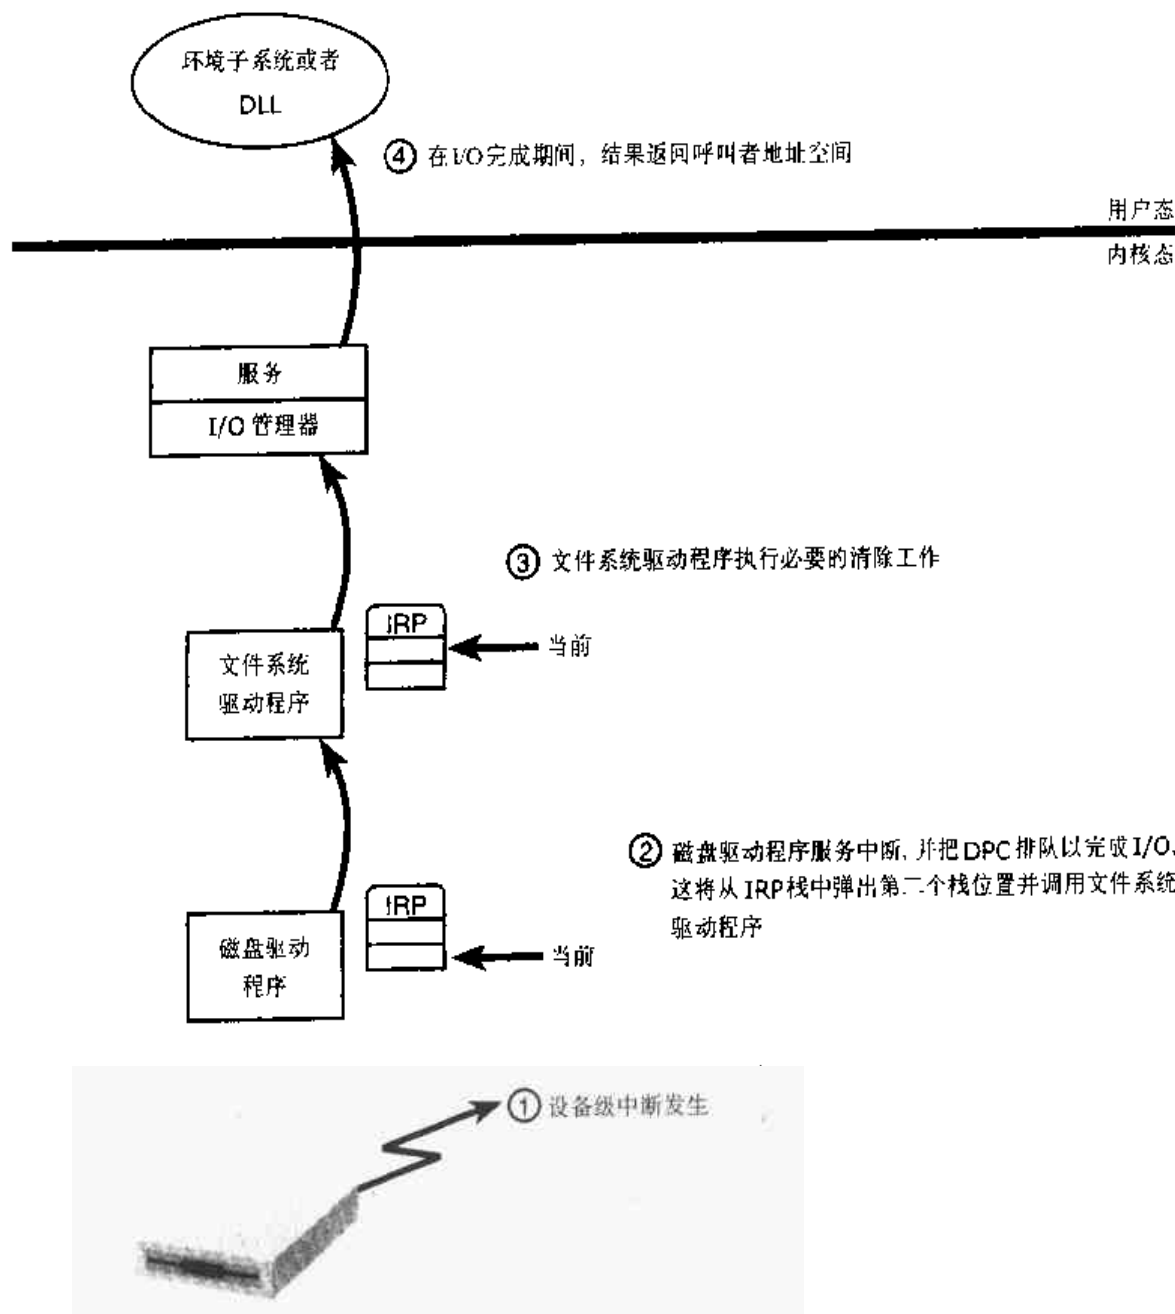 环境子系统或者
DLL
④ 在I/O完成期间，结果返回呼叫者地址空间
用户态
内核态
服务
I/O 管理器
③ 文件系统驱动程序执行必要的清除工作
IRP
当前
文件系统
驱动程序
② 磁盘驱动程序服务中断, 并把DPC排队以完成I/O,
这将从IRP栈中弹出第二个栈位置并调用文件系统
驱动程序
IRP
当前
磁盘驱动
程序
① 设备级中断发生